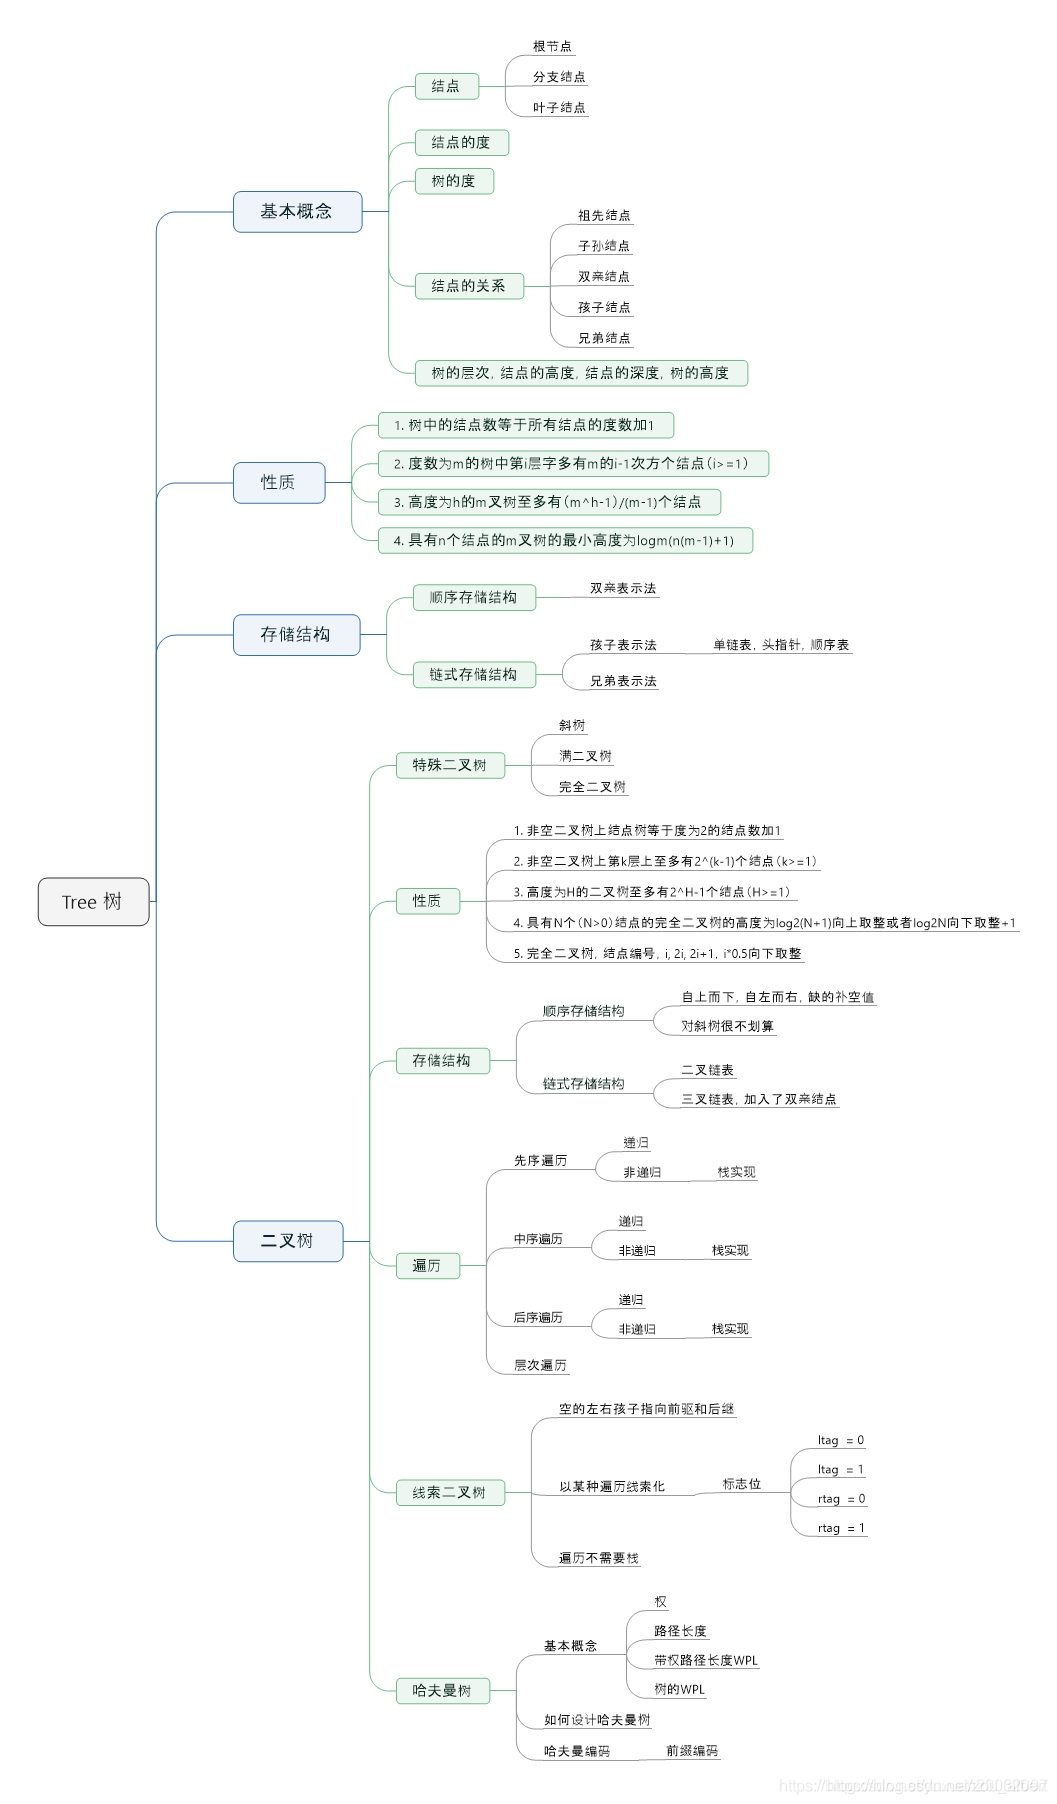 Tree 树
基本概念
结点
根节点
分支结点
叶子结点
结点的度
树的度
结点的关系
祖先结点
子孙结点
双亲结点
孩子结点
兄弟结点
树的层次, 结点的高度, 结点的深度, 树的高度
性质
1. 树中的结点数等于所有结点的度数加1
2. 度数为m的树中第i层字多有m的i-1次方个结点(i>=1)
3. 高度为h的m叉树至多有(m^h-1)/(m-1)个结点
4. 具有n个结点的m叉树的最小高度为logm(n(m-1)+1)
存储结构
顺序存储结构
双亲表示法
链式存储结构
孩子表示法
单链表, 头指针, 顺序表
兄弟表示法
二叉树
特殊二叉树
斜树
满二叉树
完全二叉树
性质
1. 非空二叉树上结点树等于度为2的结点数加1
2. 非空二叉树上第k层上至多有2^(k-1)个结点(k>=1)
3. 高度为H的二叉树至多有2^H-1个结点(H>=1)
4. 具有N个(N>0)结点的完全二叉树的高度为log2(N+1)向上取整或者log2N向下取整+1
5. 完全二叉树, 结点编号, i, 2i, 2i+1, i*0.5向下取整
存储结构
顺序存储结构
自上而下, 自左而右, 缺的补空值
对斜树很不划算
链式存储结构
二叉链表
三叉链表, 加入了双亲结点
遍历
先序遍历
递归
非递归
栈实现
中序遍历
递归
非递归
栈实现
后序遍历
递归
非递归
栈实现
层次遍历
线索二叉树
空的左右孩子指向前驱和后继
以某种遍历线索化
标志位
ltag = 0
ltag = 1
rtag = 0
rtag = 1
遍历不需要栈
哈夫曼树
基本概念
权
路径长度
带权路径长度WPL
树的WPL
如何设计哈夫曼树
哈夫曼编码
前缀编码